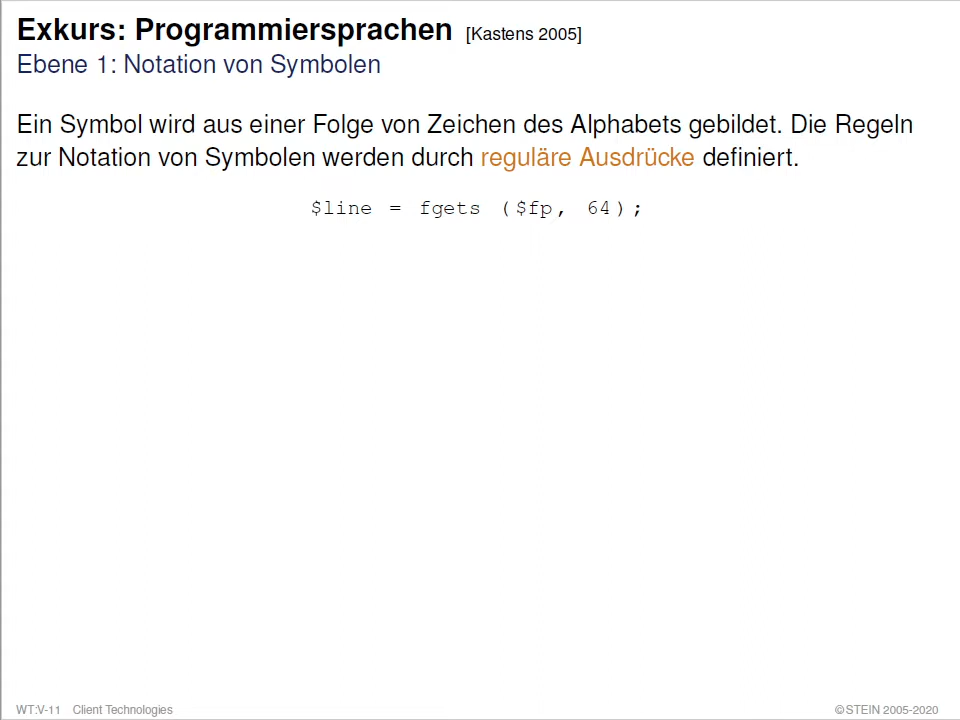 Exkurs: Programmiersprachen [Kastens 2005]
Ebene 1: Notation von Symbolen
Ein Symbol wird aus einer Folge von Zeichen des Alphabets gebildet. Die Regeln
zur Notation von Symbolen werden durch reguläre Ausdrücke definiert.
$line = fgets ($fp, 64);
WT:V-11 Client Technologies
©STEIN 2005-2020